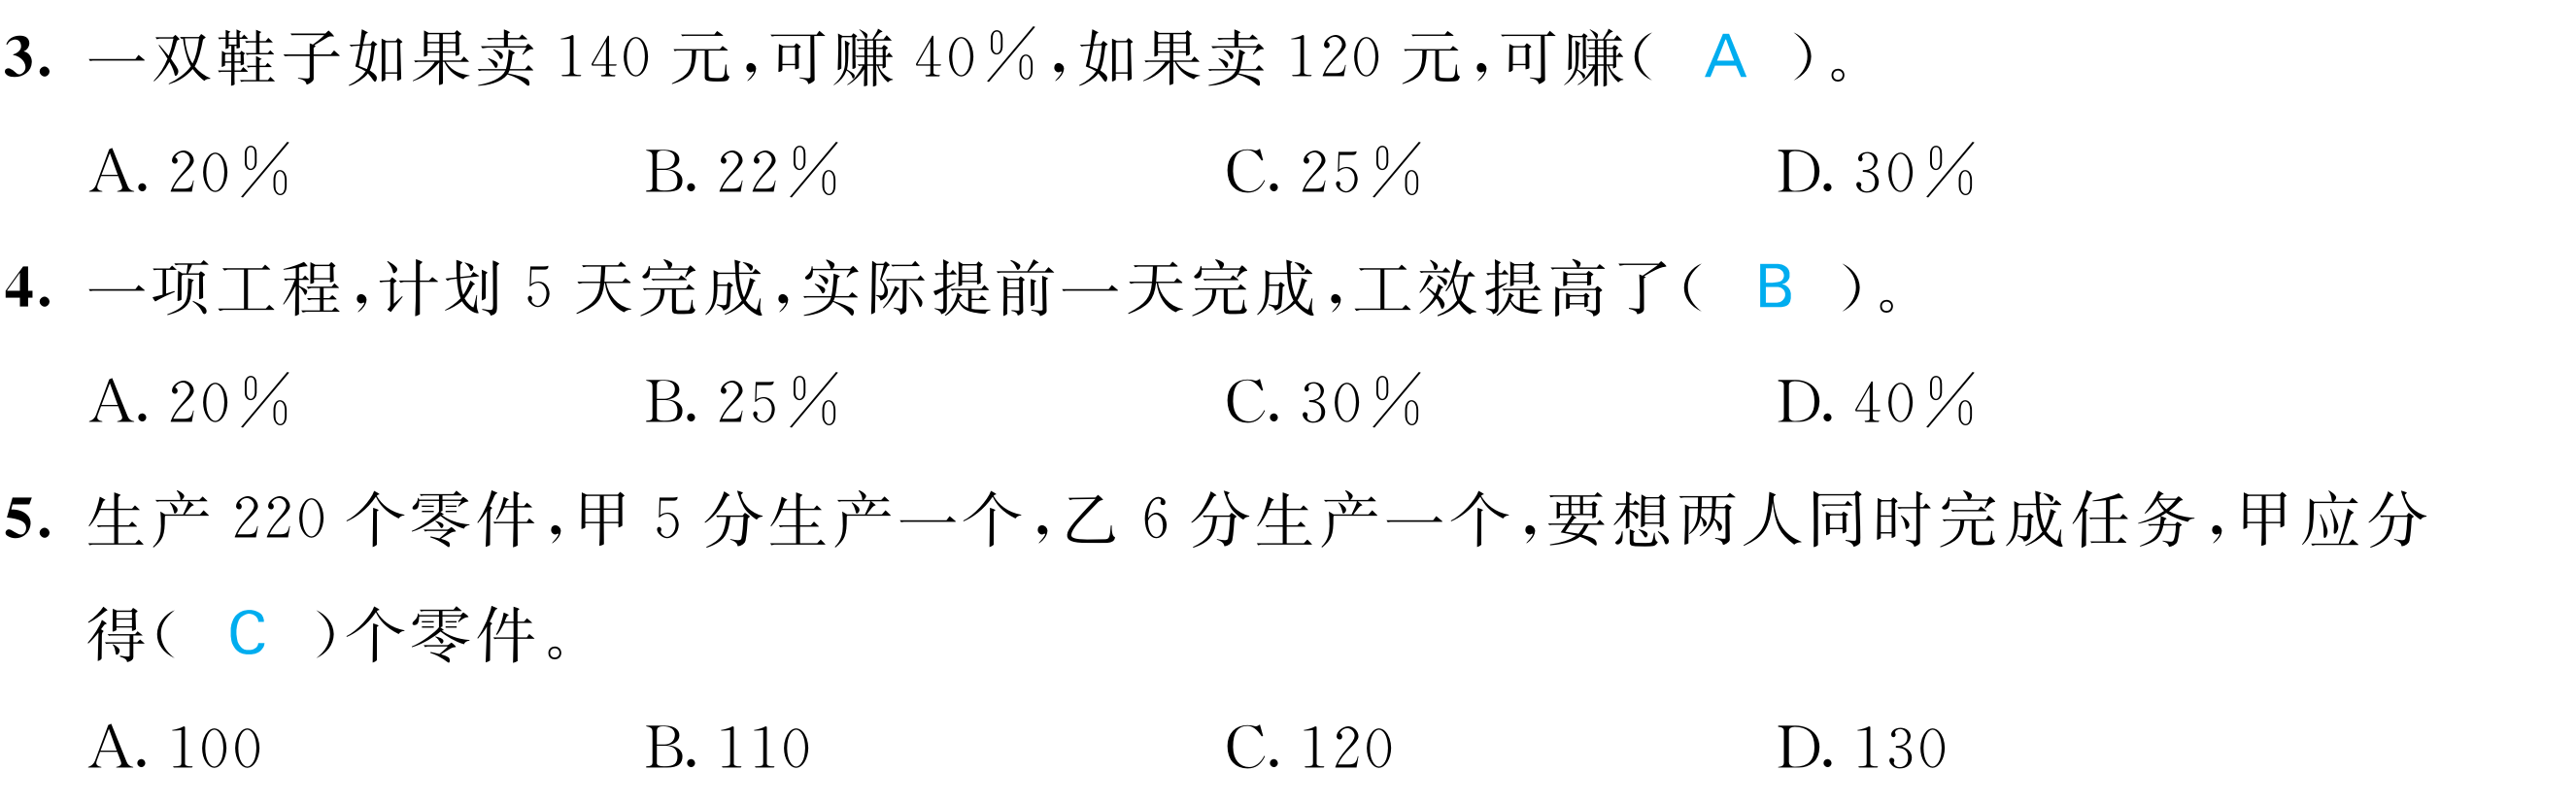 3. 一双鞋子如果卖 140 元,可赚 40%,如果卖 120 元,可赚( A )。
A. 20% B. 22% C. 25% D. 30%
4. 一项工程,计划 5 天完成,实际提前一天完成,工效提高了( B )。
A. 20% B. 25% C. 30% D. 40%
5. 生产 220 个零件,甲 5 分生产一个,乙 6 分生产一个,要想两人同时完成任务,甲应分
得( C )个零件。
A. 100 B. 110 C. 120 D. 130